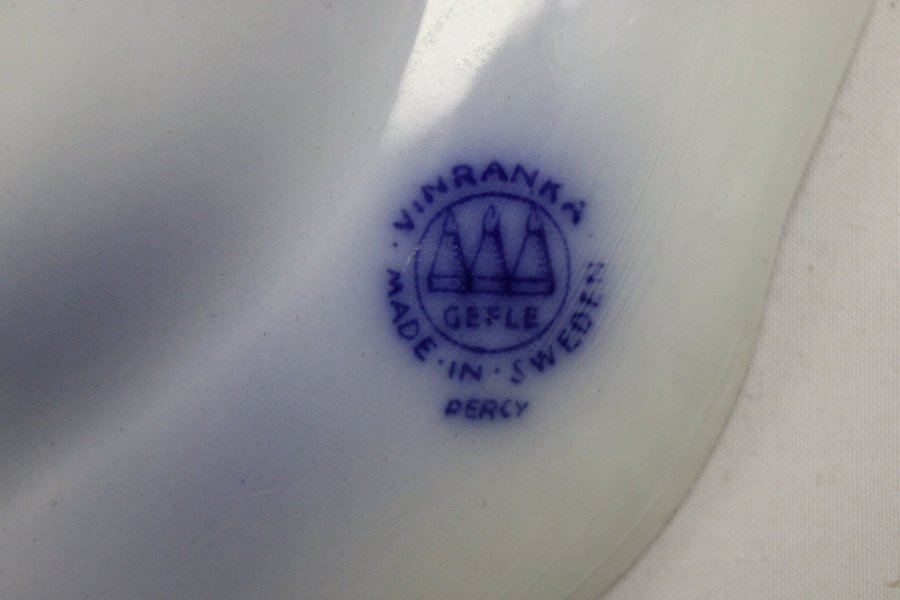 · VINRANKA ·
GEFLE
MADE · IN · SWEDEN
PERCY